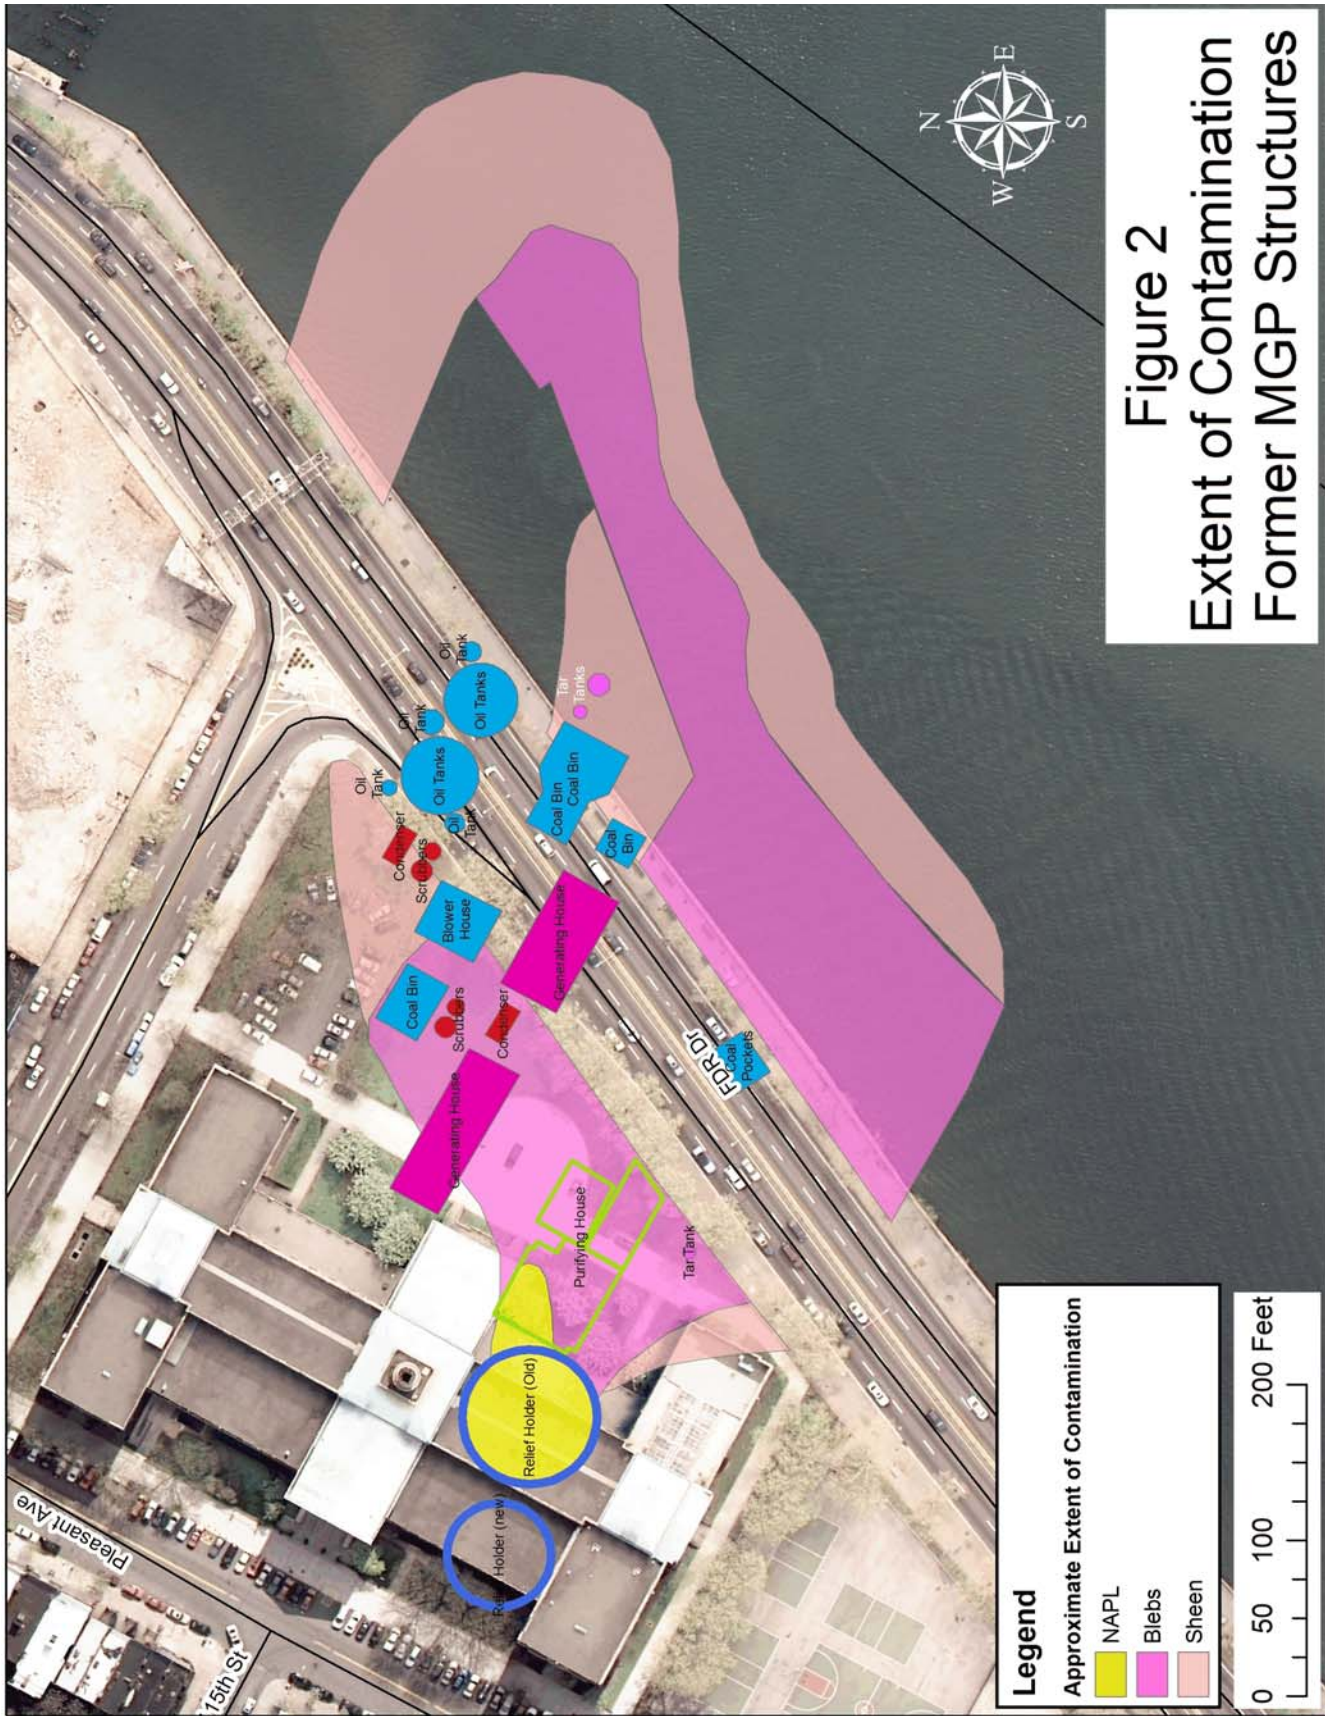 Figure 2
Extent of Contamination
Former MGP Structures
N
E
S
W
Pleasant Ave
115th St
FDR Dr
Oil
Tank
Oil Tanks
Oil
Tank
Oil Tanks
Oil
Tank
Oil
Tank
Condenser
Scrubbers
Blower
House
Coal Bin
Scrubbers
Condenser
Generating House
Generating House
Tar
Tanks
Coal Bin
Coal Bin
Coal
Bin
Coal
Pockets
Purifying House
Tar Tank
Relief Holder (Old)
Holder (new)
Legend
Approximate Extent of Contamination
NAPL
Blebs
Sheen
0 50 100 200 Feet